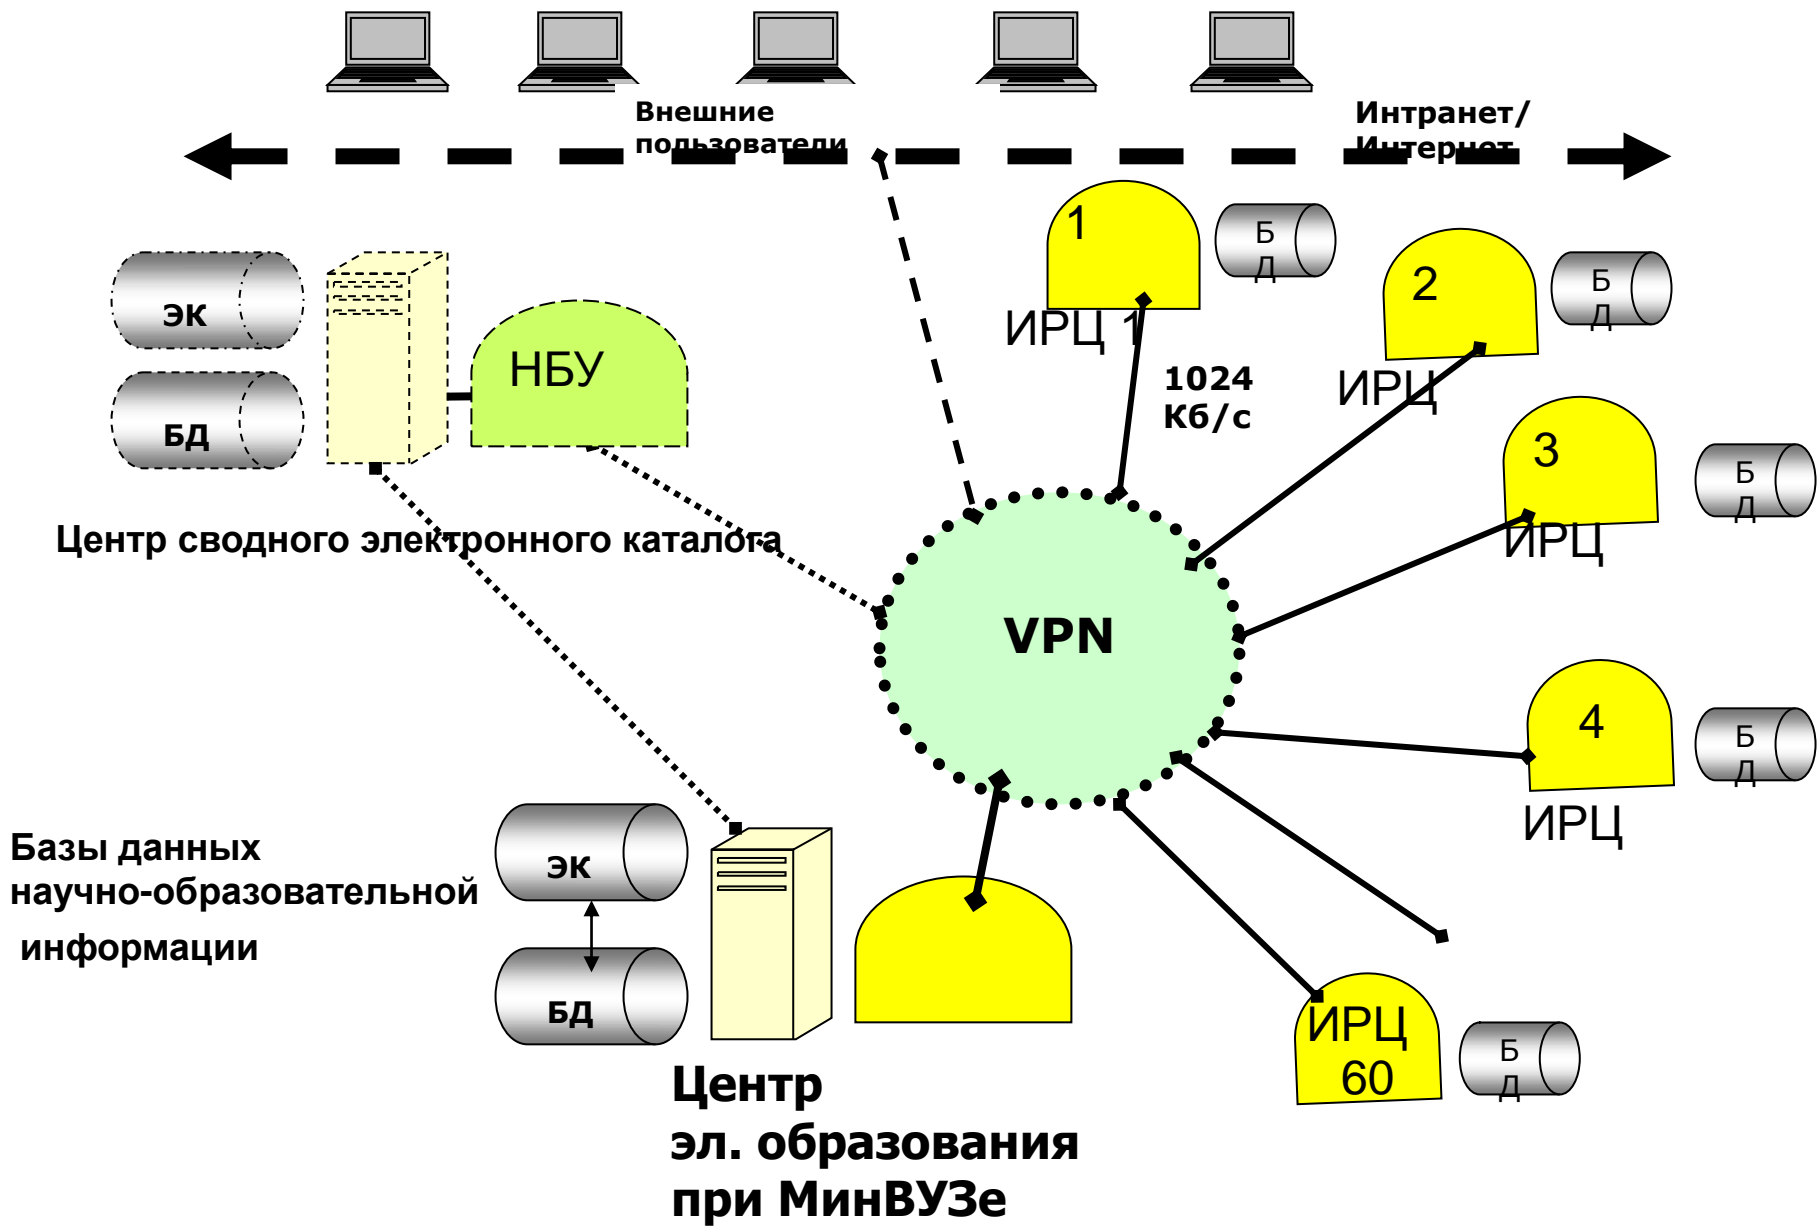 Внешние
пользователи
Интранет/
Интернет
1
Б
Д
ИРЦ 1
2
Б
Д
ИРЦ
ЭК
БД
НБУ
1024
Кб/с
3
Б
Д
ИРЦ
Центр сводного электронного каталога
VPN
4
Б
Д
ИРЦ
Базы данных
научно-образовательной
информации
ЭК
БД
ИРЦ
60
Б
Д
Центр
эл. образования
при МинВУЗе